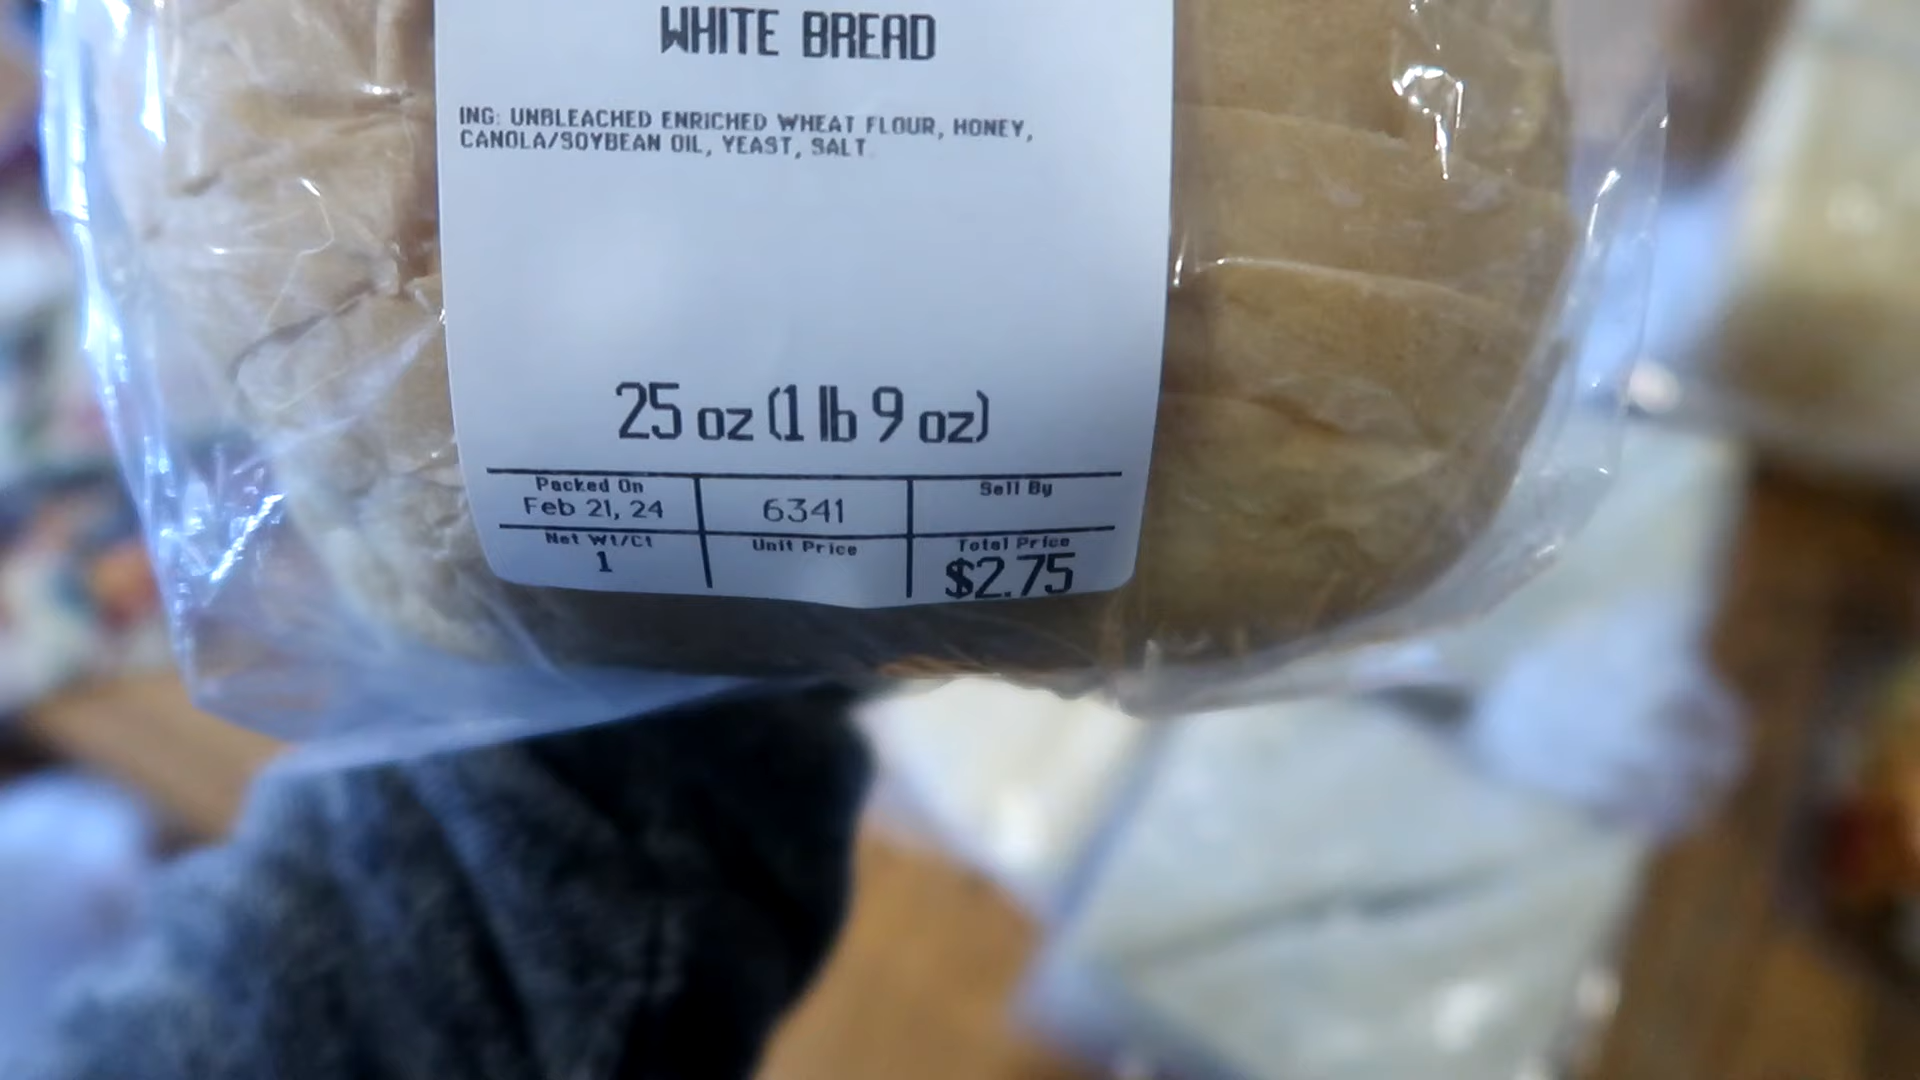 WHITE BREAD
ING: UNBLEACHED ENRICHED WHEAT FLOUR, HONEY,
CANOLA/SOYBEAN OIL, YEAST, SALT
25 oz (1 lb 9 oz)
Packed On
Feb 21, 24
6341
Sell By
Net Wt/Ct
1
Unit Price
Total Price
$2.75